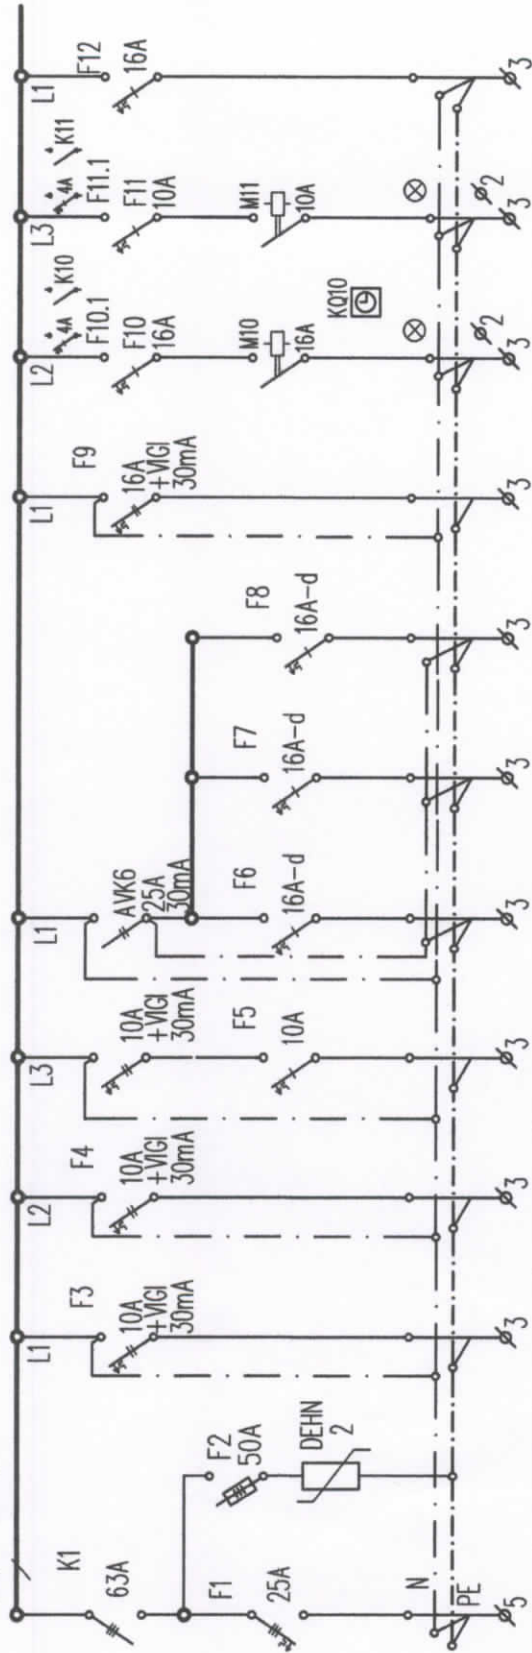 K1
63A
F1
25A
F2
50A
DEHN
2
N
PE
5
L1
F3
10A
+VIGI
30mA
3
L2
F4
10A
+VIGI
30mA
3
L3
10A
+VIGI
30mA
F5
10A
3
L1
AVK6
25A
30mA
F6
16A-d
3
F7
16A-d
3
F8
16A-d
3
L1
F9
16A
+VIGI
30mA
3
L2
4A
K10
F10.1
F10
16A
M10
16A
KQ10
2
3
L3
4A
K11
F11.1
F11
10A
M11
10A
2
3
L1
F12
16A
3